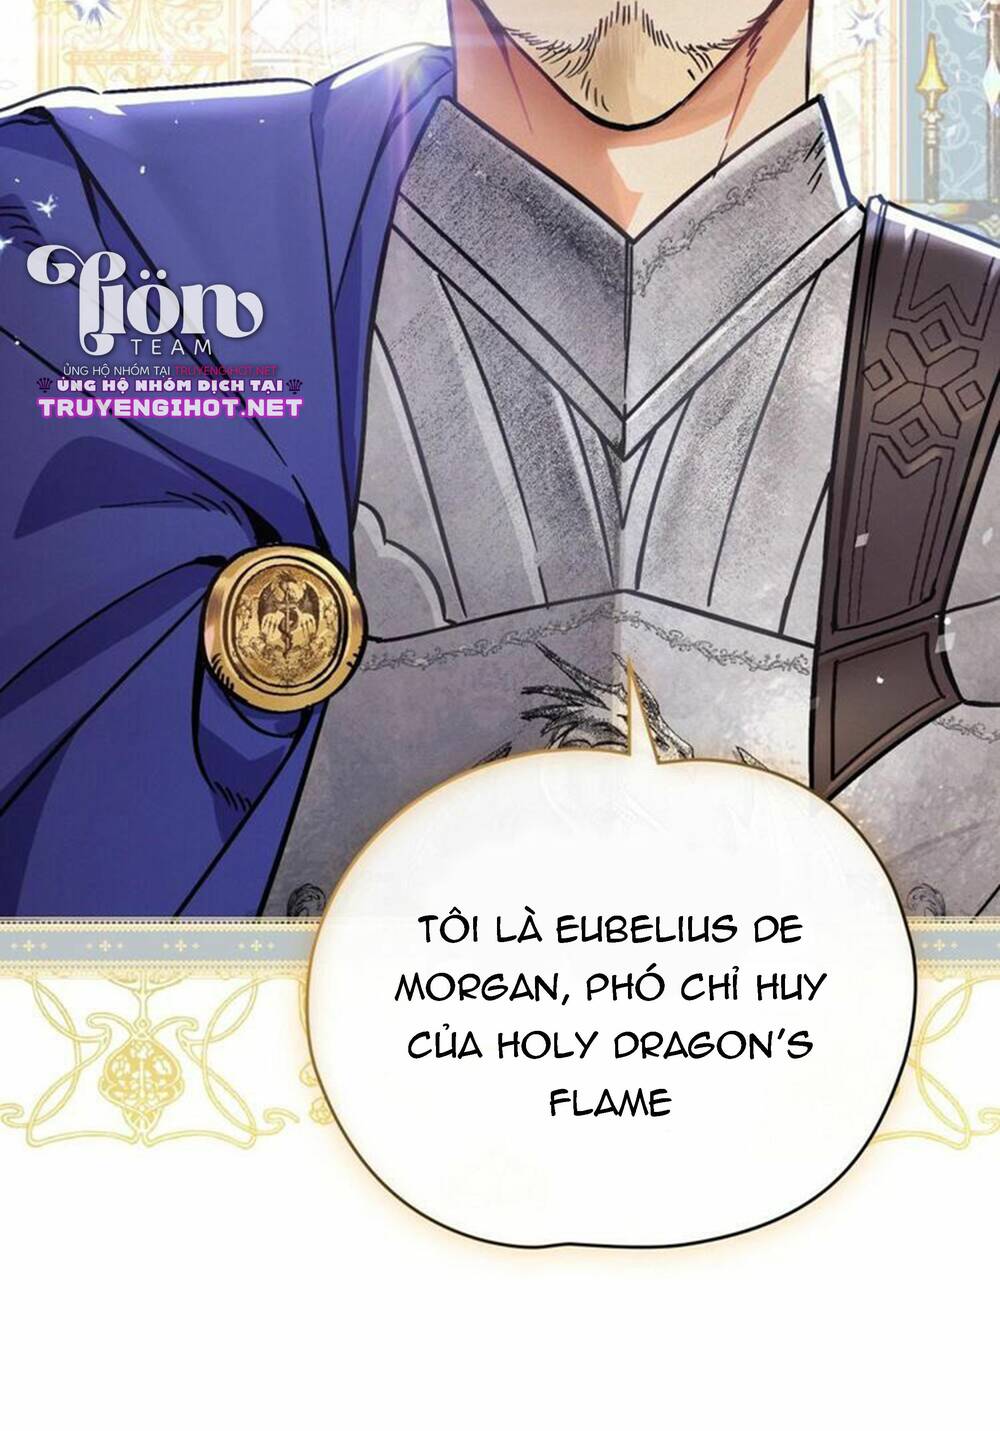 Lion
TEAM
ỦNG HỘ NHÓM TẠI TRUYENGIHOT.NET
ỦNG HỘ NHÓM DỊCH TẠI
TRUYENGIHOT.NET
TÔI LÀ EUBELIUS DE
MORGAN, PHÓ CHỈ HUY
CỦA HOLY DRAGON'S
FLAME